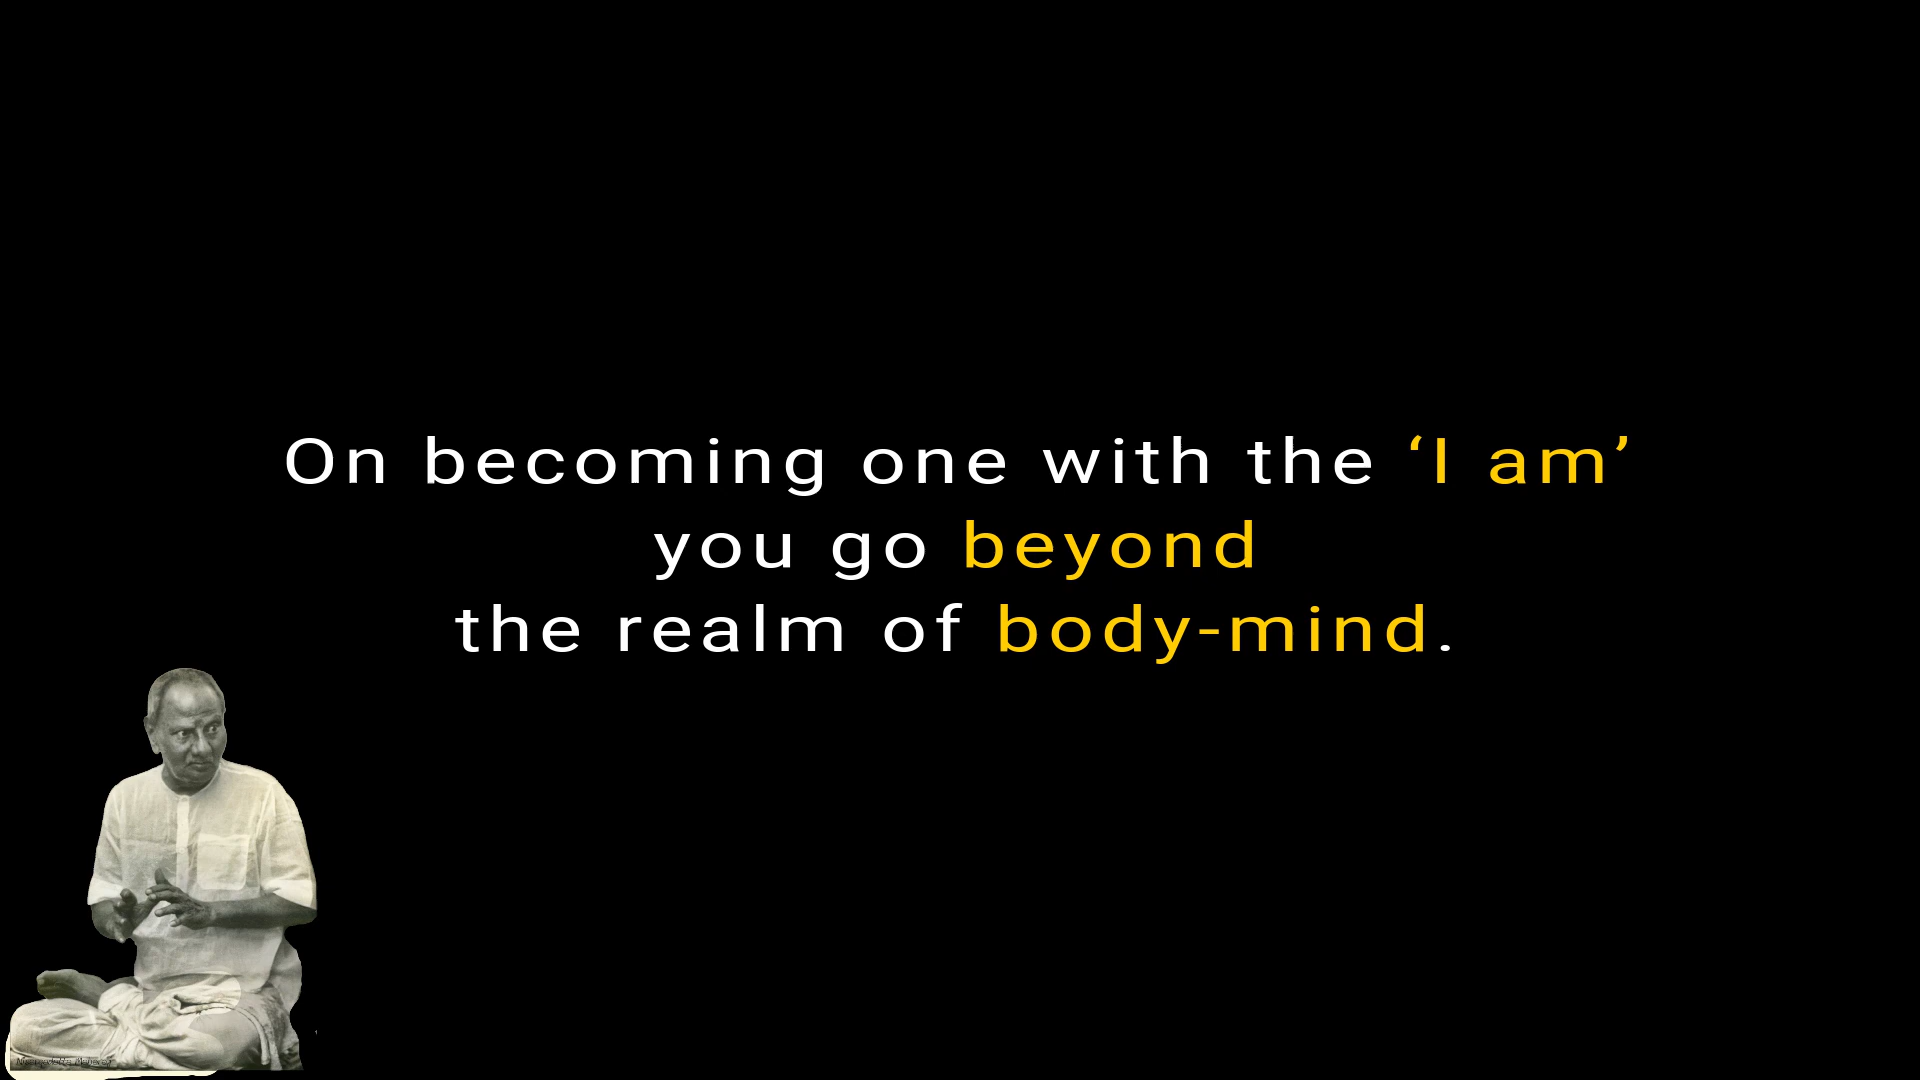 On becoming one with the ‘I am’
you go beyond
the realm of body-mind.